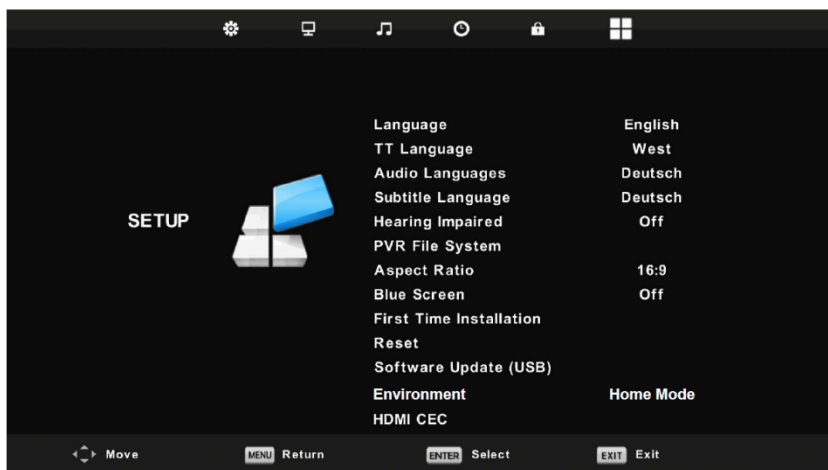 Language English
TT Language West
Audio Languages Deutsch
Subtitle Language Deutsch
SETUP
Hearing Impaired Off
PVR File System
Aspect Ratio 16:9
Blue Screen Off
First Time Installation
Reset
Software Update (USB)
Environment Home Mode
HDMI CEC
Move MENU Return ENTER Select EXIT Exit